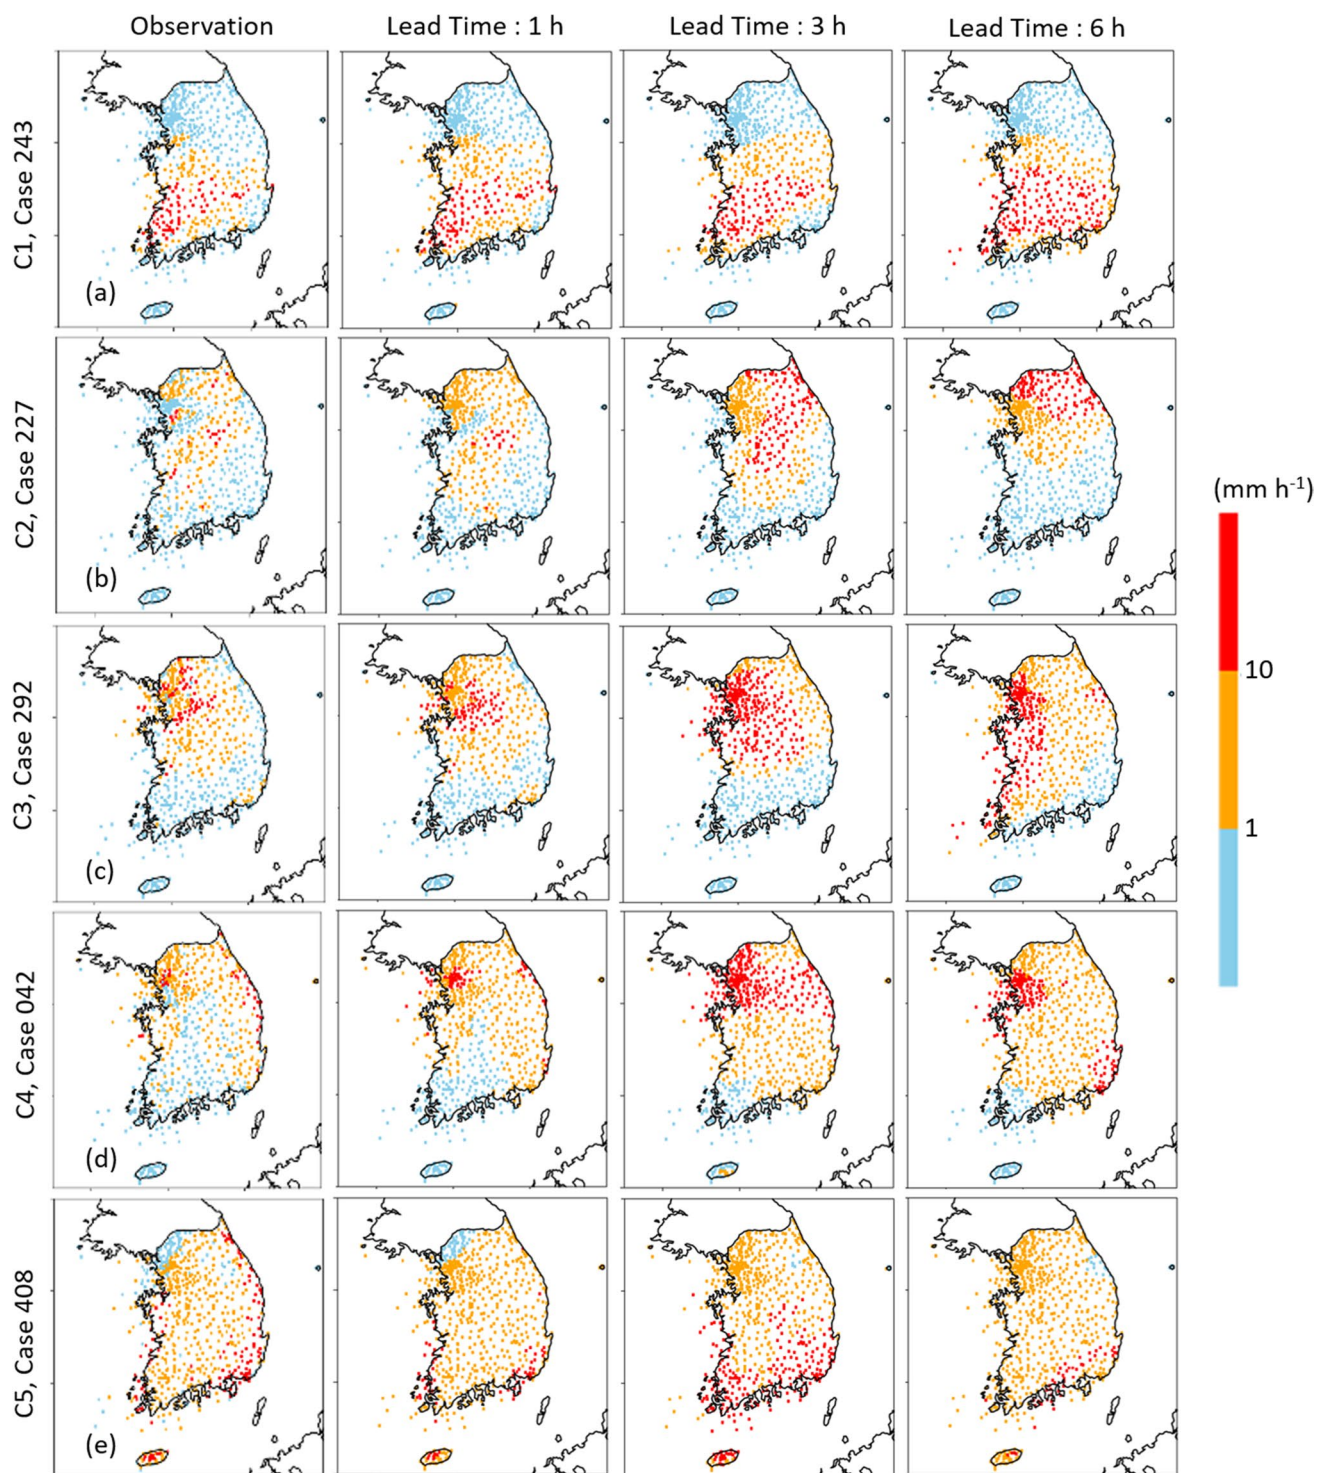 Observation
Lead Time : 1 h
Lead Time : 3 h
Lead Time : 6 h
C1, Case 243
(a)
C2, Case 227
(b)
(mm h⁻¹)
10
1
C3, Case 292
(c)
C4, Case 042
(d)
C5, Case 408
(e)